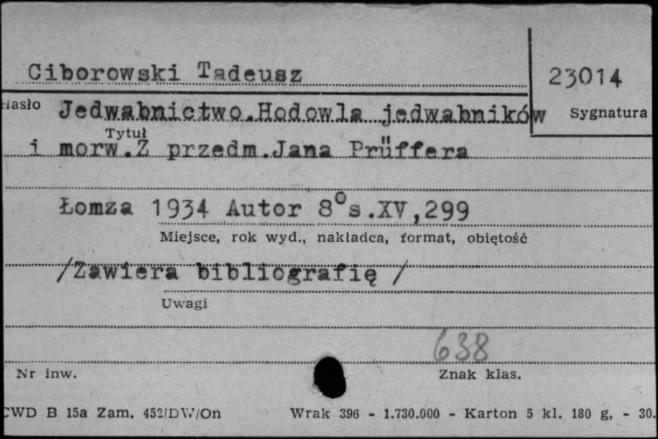 Ciborowski Tadeusz
23014
Hasło
Jedwabnictwo.Hodowla jedwabników
Sygnatura
Tytuł
i morw.Z przedm.Jana Prüffera
Łomza 1934 Autor 8°s.XV,299
Miejsce, rok wyd., nakładca, format, objętość
/Zawiera bibliografię /
Uwagi
638
Nr inw.
Znak klas.
CWD B 15a Zam. 452/DW/On Wrak 396 - 1.730.000 - Karton 5 kl. 180 g, - 30.